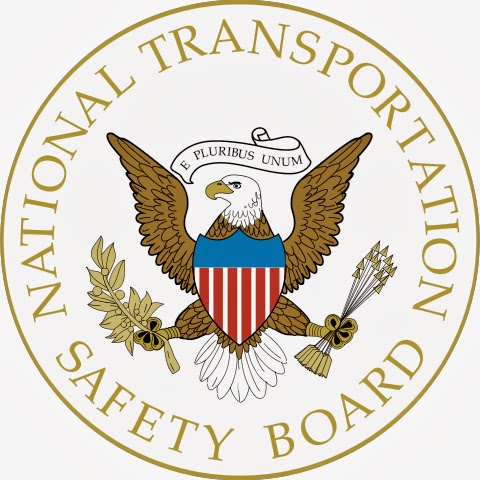 NATIONAL TRANSPORTATION
SAFETY BOARD
E PLURIBUS UNUM